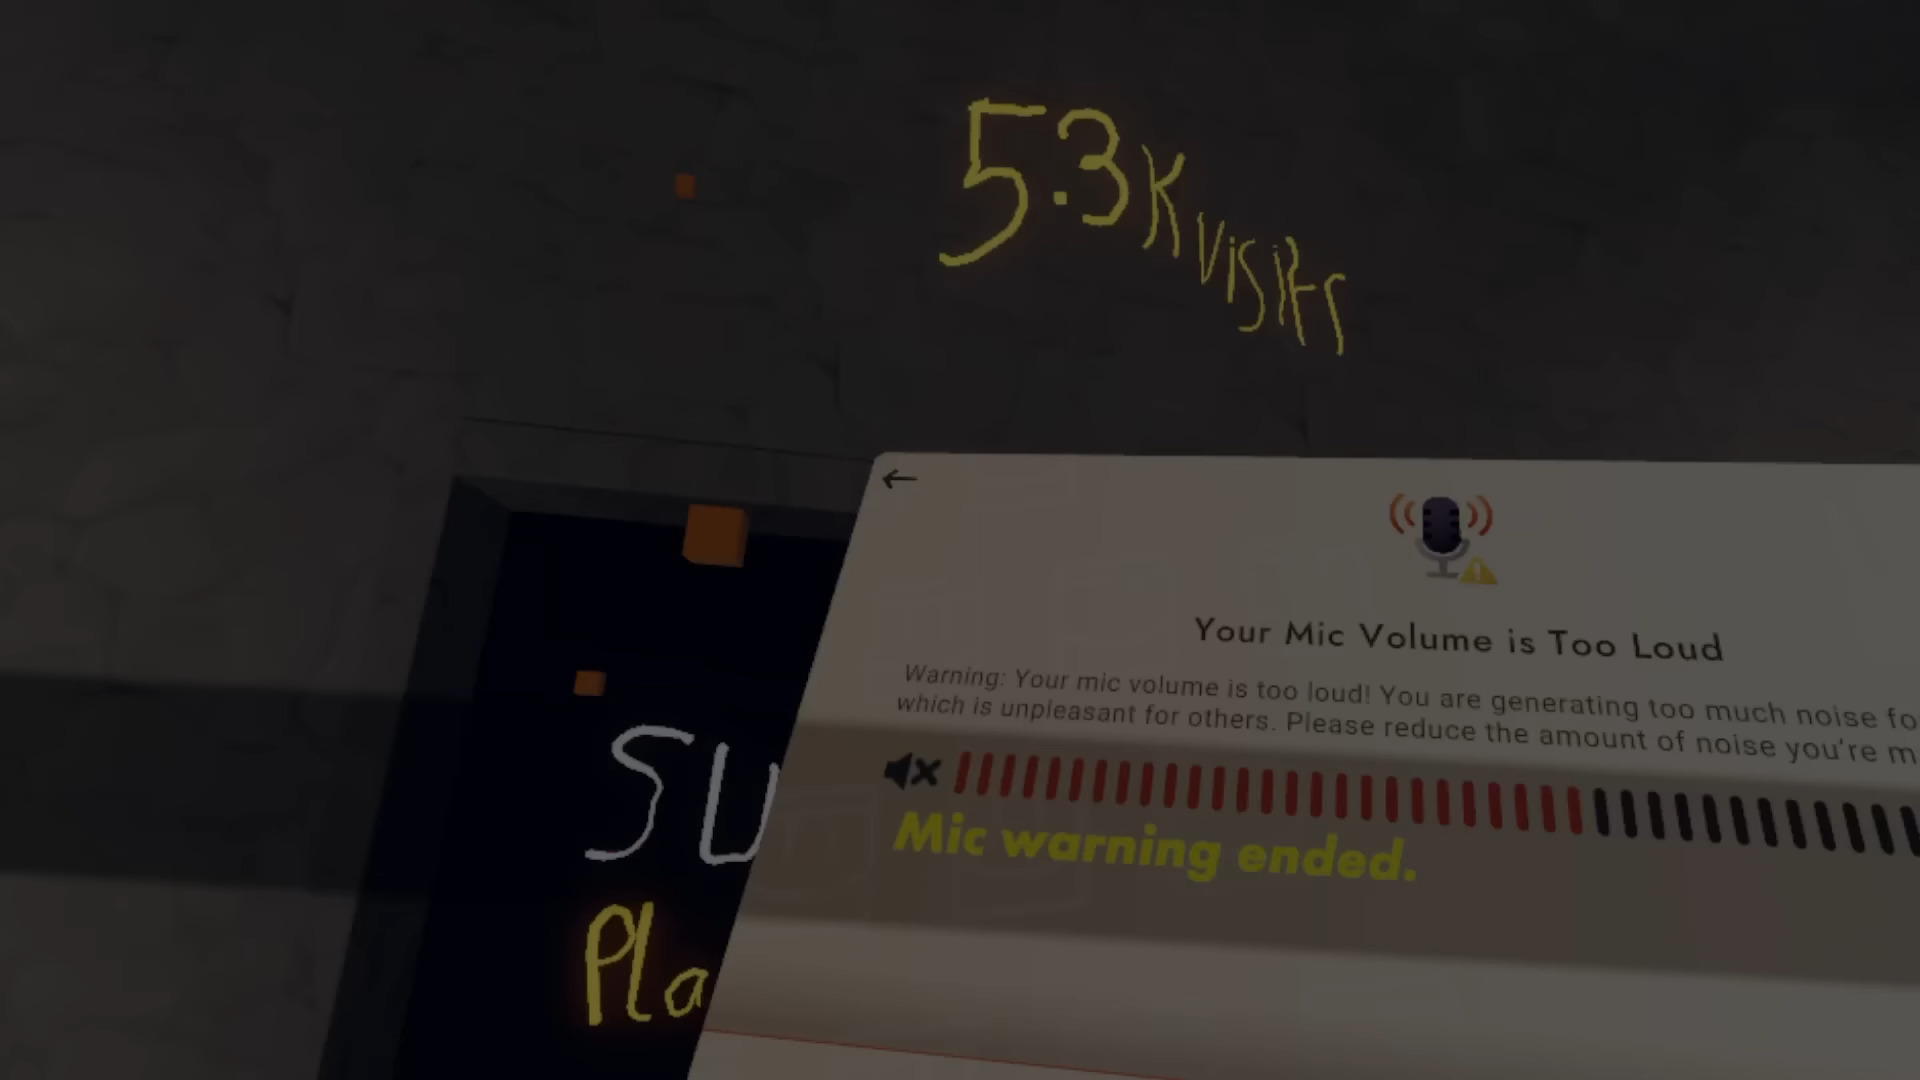 5.3K visits
Your Mic Volume is Too Loud
Warning: Your mic volume is too loud! You are generating too much noise fo
which is unpleasant for others. Please reduce the amount of noise you're m
Mic warning ended.
SU
Pla